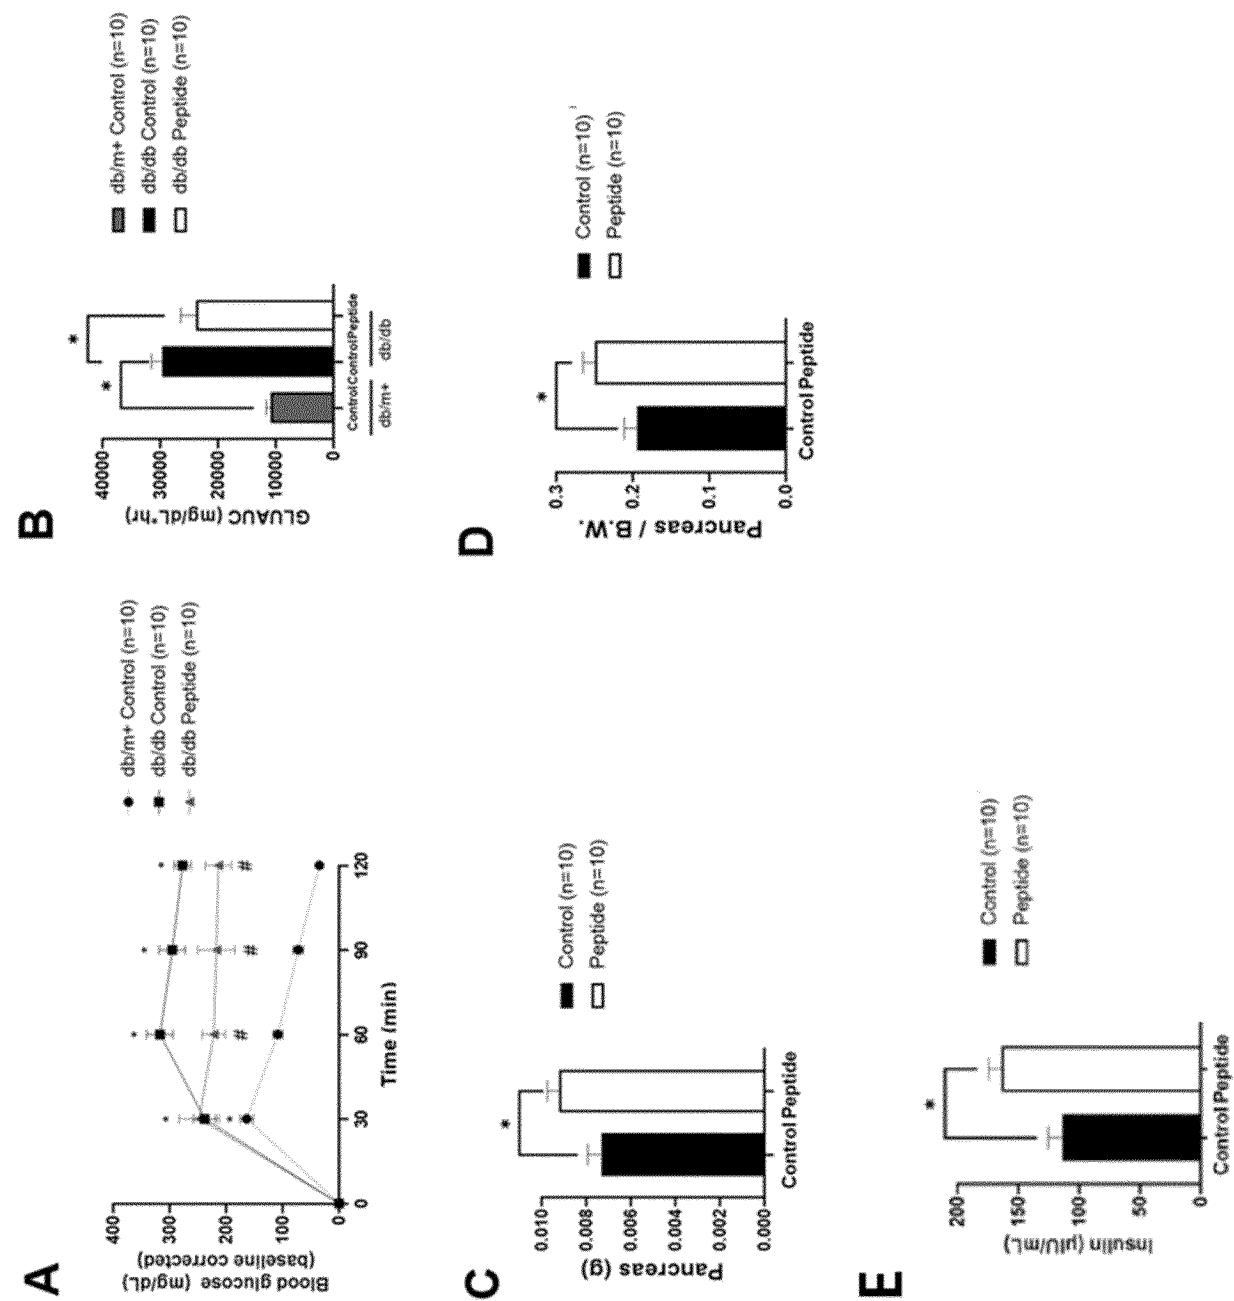 A
Blood glucose (mg/dL)
(baseline corrected)
400
300
200
100
0
0
30
60
90
120
Time (min)
*
*
*
*
*
#
#
#
db/m+ Control (n=10)
db/db Control (n=10)
db/db Peptide (n=10)
B
GLUAUC (mg/dL*hr)
40000
30000
20000
10000
0
*
*
Control Control Peptide
db/m+
db/db
db/m+ Control (n=10)
db/db Control (n=10)
db/db Peptide (n=10)
C
Pancreas (g)
0.010
0.008
0.006
0.004
0.002
0.000
*
Control Peptide
Control (n=10)
Peptide (n=10)
D
Pancreas / B.W.
0.3
0.2
0.1
0.0
*
Control Peptide
Control (n=10)
Peptide (n=10)
E
Insulin (µIU/mL)
200
150
100
50
0
*
Control Peptide
Control (n=10)
Peptide (n=10)